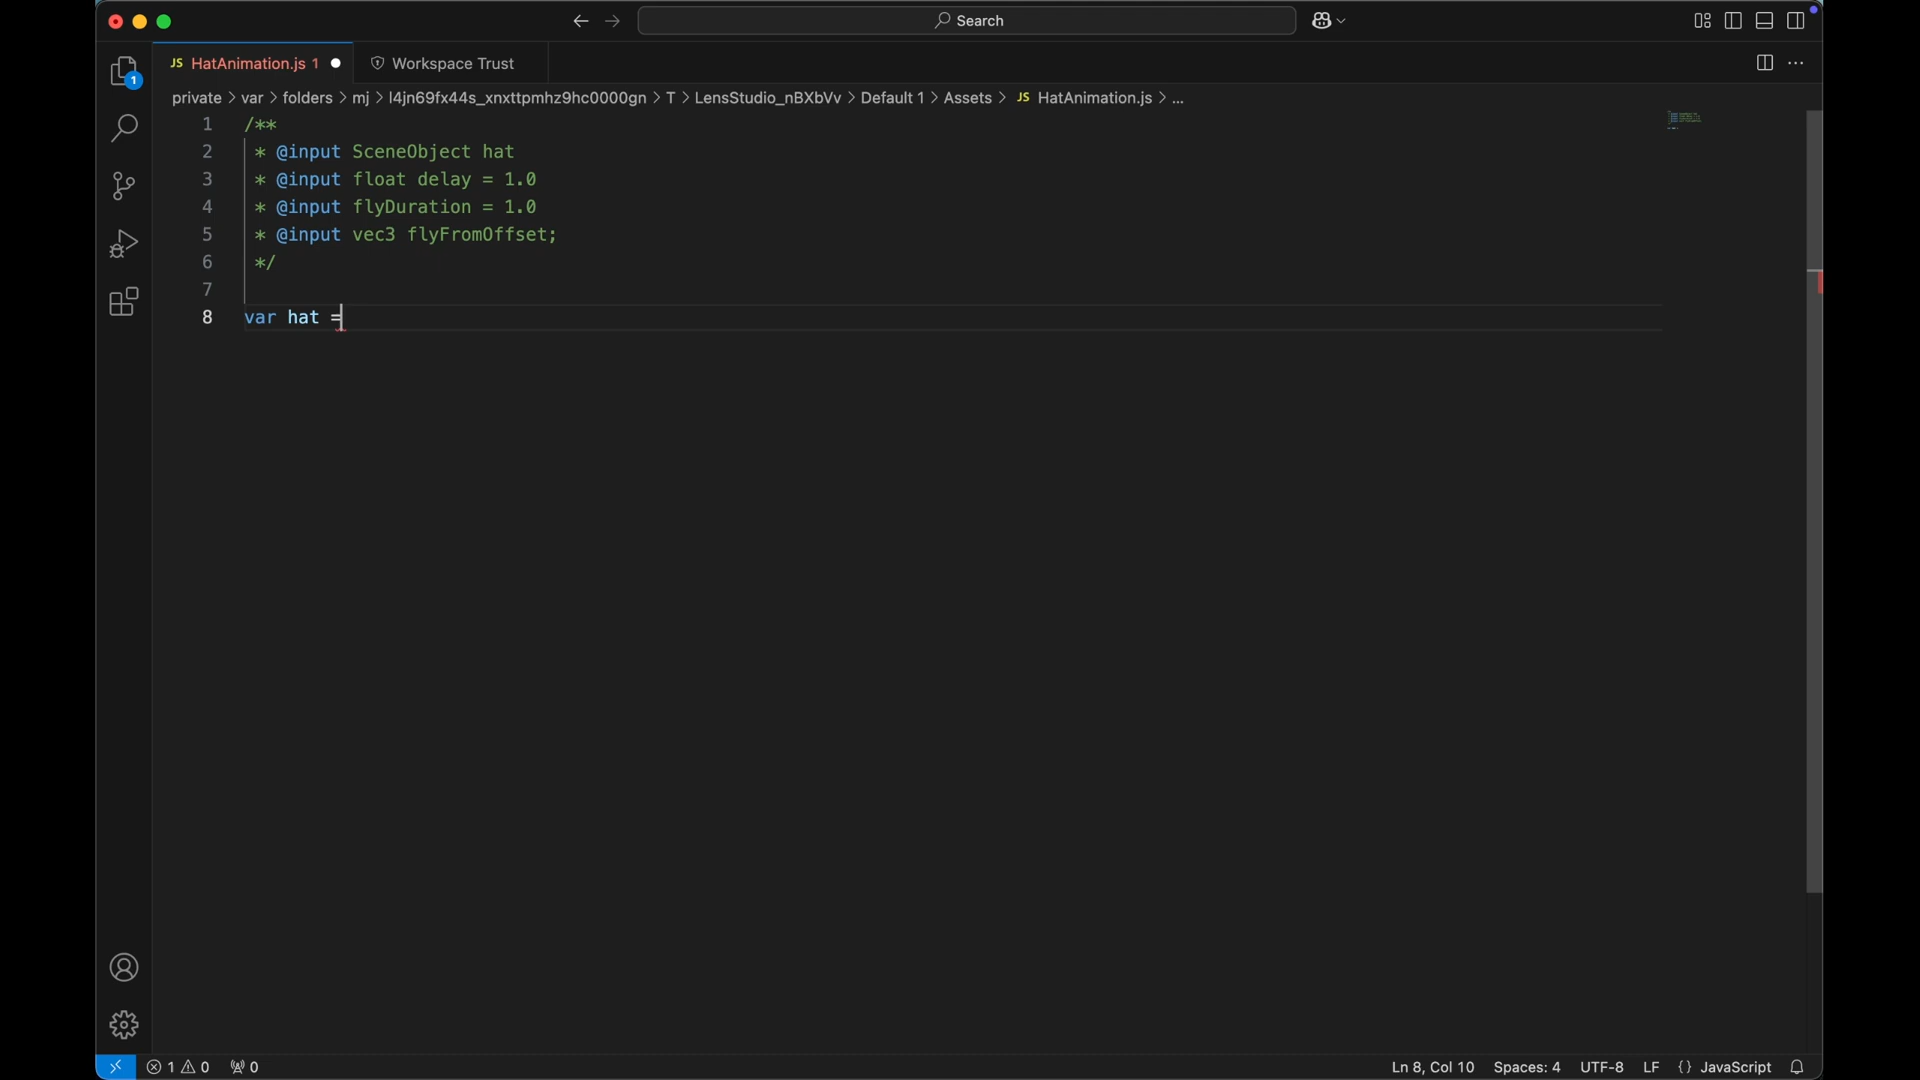 Search
JS HatAnimation.js 1
Workspace Trust
private > var > folders > mj > l4jn69fx44s_xnxttpmhz9hc0000gn > T > LensStudio_nBXbVv > Default 1 > Assets > JS HatAnimation.js > ...
1 /**
2 * @input SceneObject hat
3 * @input float delay = 1.0
4 * @input flyDuration = 1.0
5 * @input vec3 flyFromOffset;
6 */
7
8 var hat =
1
1 0 0 Ln 8, Col 10 Spaces: 4 UTF-8 LF {} JavaScript